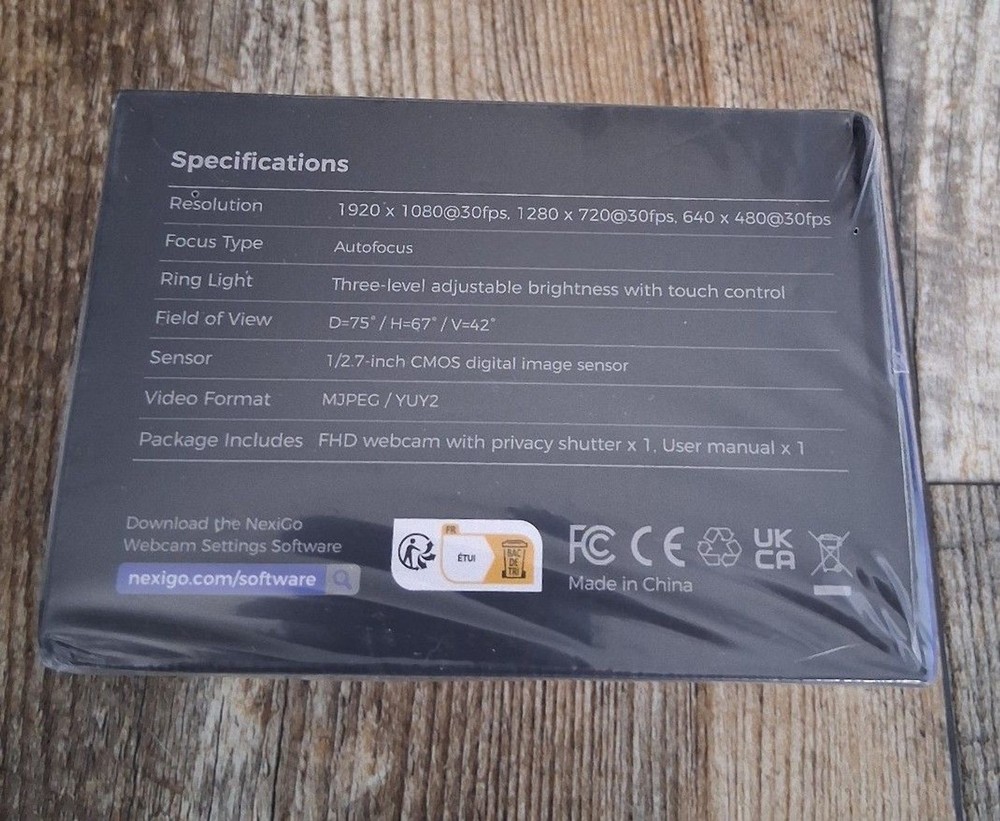 Specifications
Resolution 1920 x 1080@30fps, 1280 x 720@30fps, 640 x 480@30fps
Focus Type Autofocus
Ring Light Three-level adjustable brightness with touch control
Field of View D=75° / H=67° / V=42°
Sensor 1/2.7-inch CMOS digital image sensor
Video Format MJPEG / YUY2
Package Includes FHD webcam with privacy shutter x 1, User manual x 1
Download the NexiGo
Webcam Settings Software
nexigo.com/software
FR
ÉTUI
BAC
DE
TRI
FC CE UK
CA
Made in China